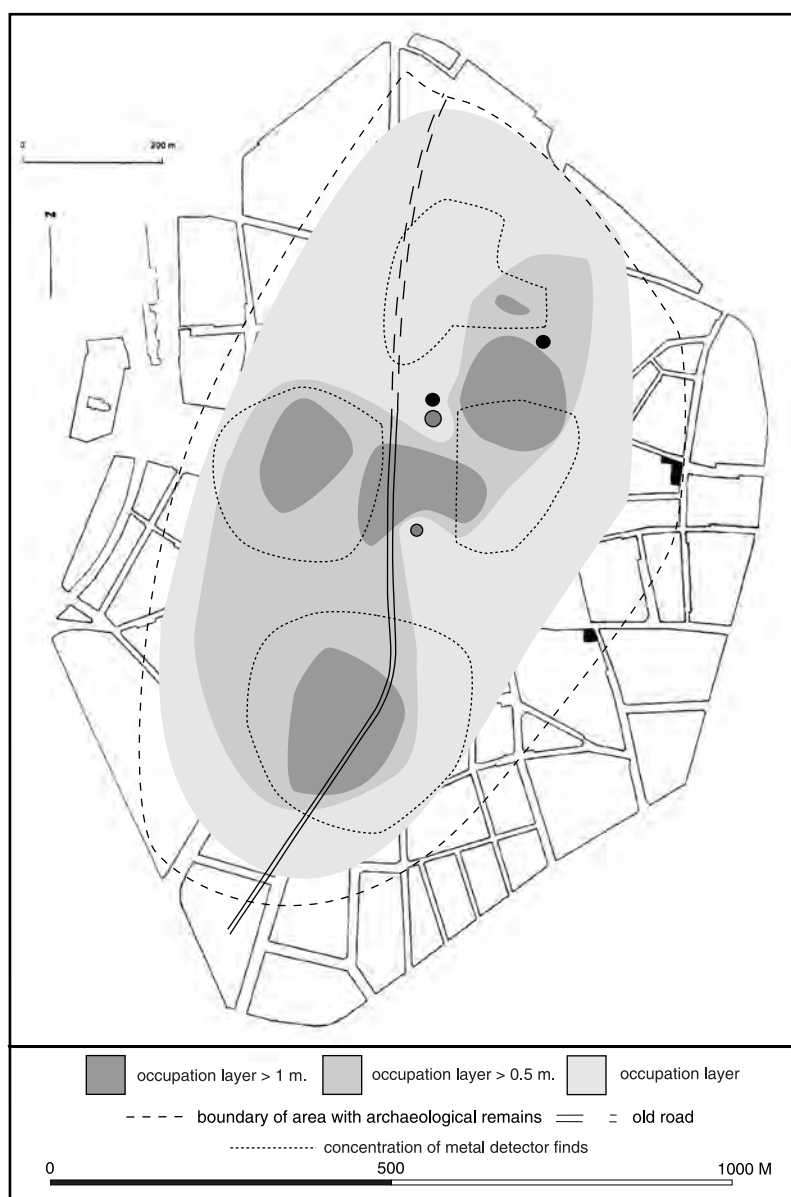 0 200 m
N
occupation layer > 1 m. occupation layer > 0.5 m. occupation layer
boundary of area with archaeological remains old road
concentration of metal detector finds
0 500 1000 M